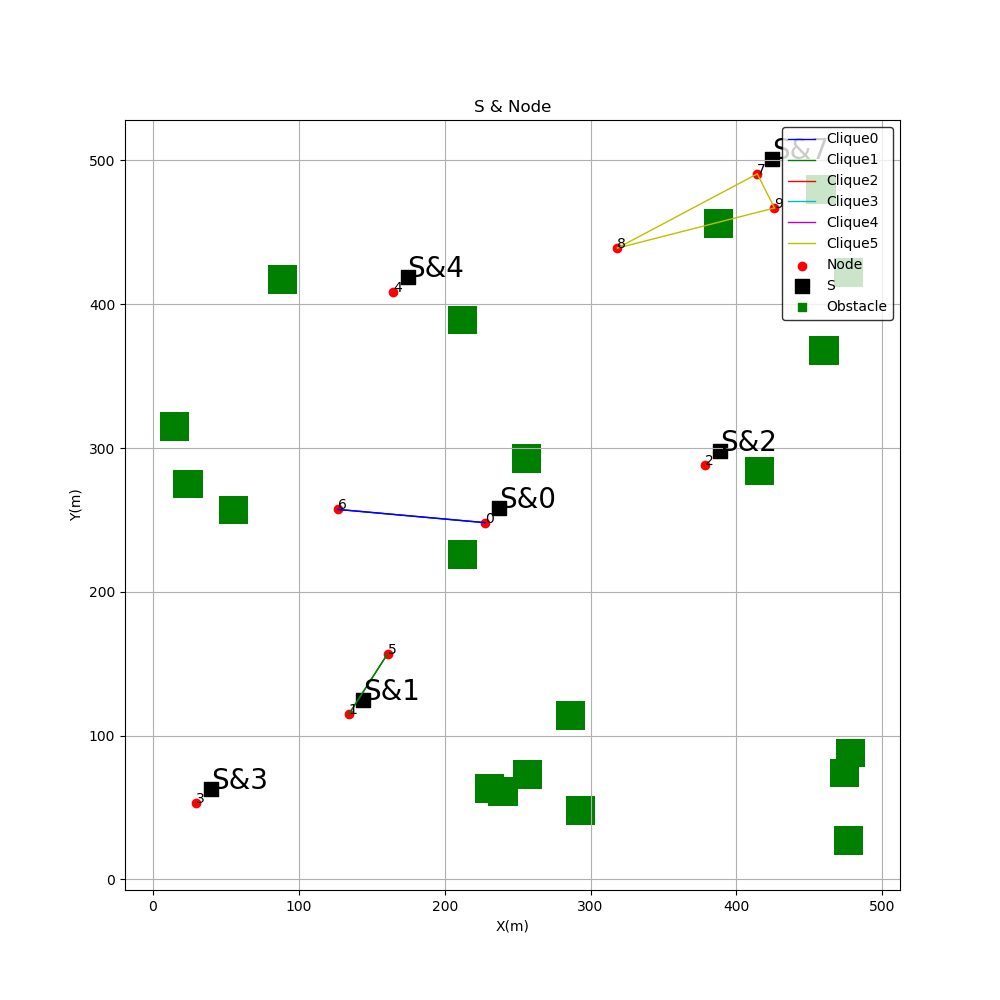 S & Node
S&7
Clique0
Clique1
Clique2
Clique3
Clique4
Clique5
Node
S
Obstacle
7
9
8
S&4
4
S&2
2
S&0
6
0
5
S&1
1
S&3
3
500
400
300
200
100
0
Y(m)
0 100 200 300 400 500
X(m)